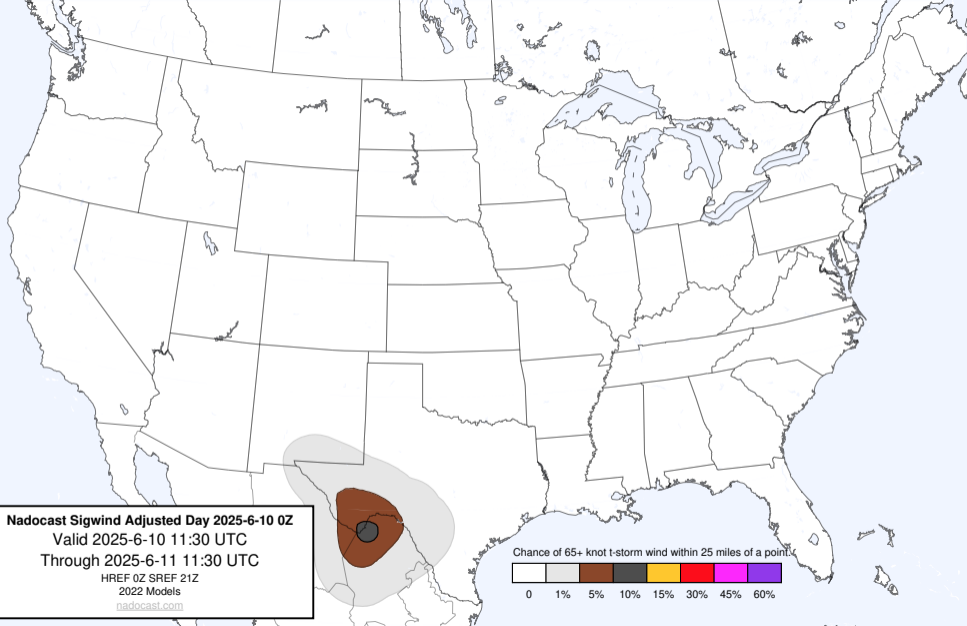 Nadocast Sigwind Adjusted Day 2025-6-10 0Z
Valid 2025-6-10 11:30 UTC
Through 2025-6-11 11:30 UTC
HREF 0Z SREF 21Z
2022 Models
nadocast.com
Chance of 65+ knot t-storm wind within 25 miles of a point.
0 1% 5% 10% 15% 30% 45% 60%